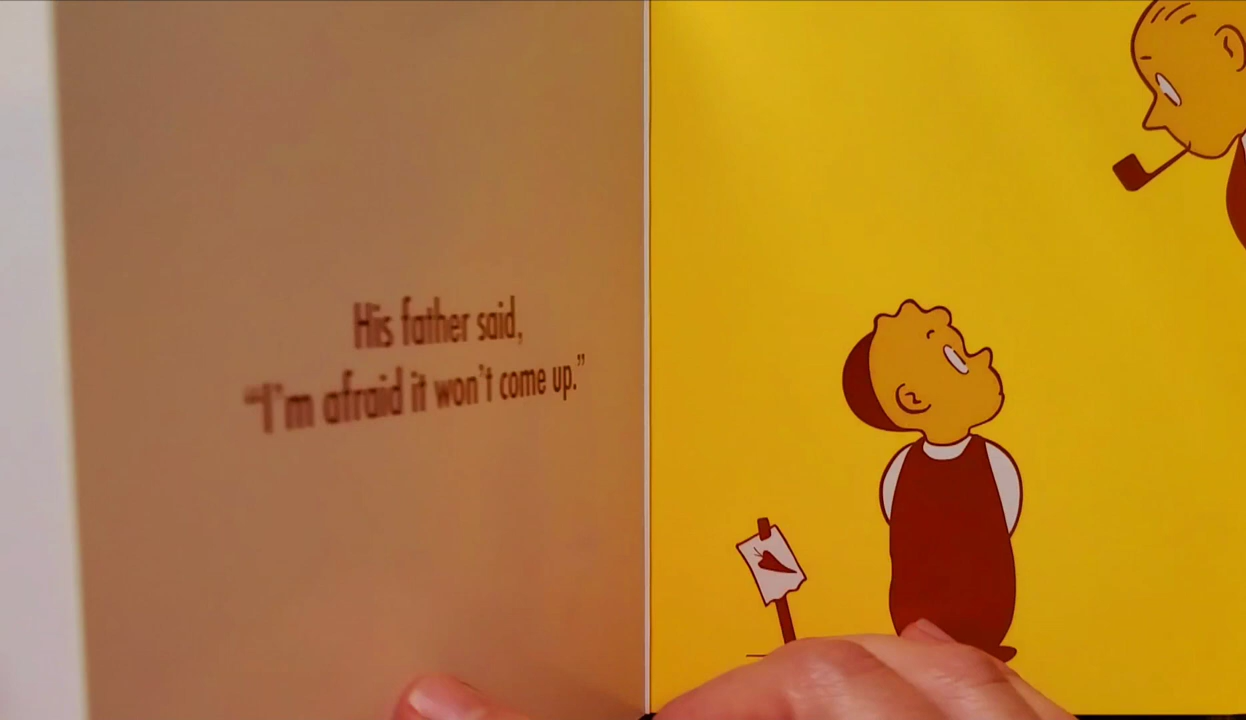 His father said,
“I'm afraid it won't come up.”